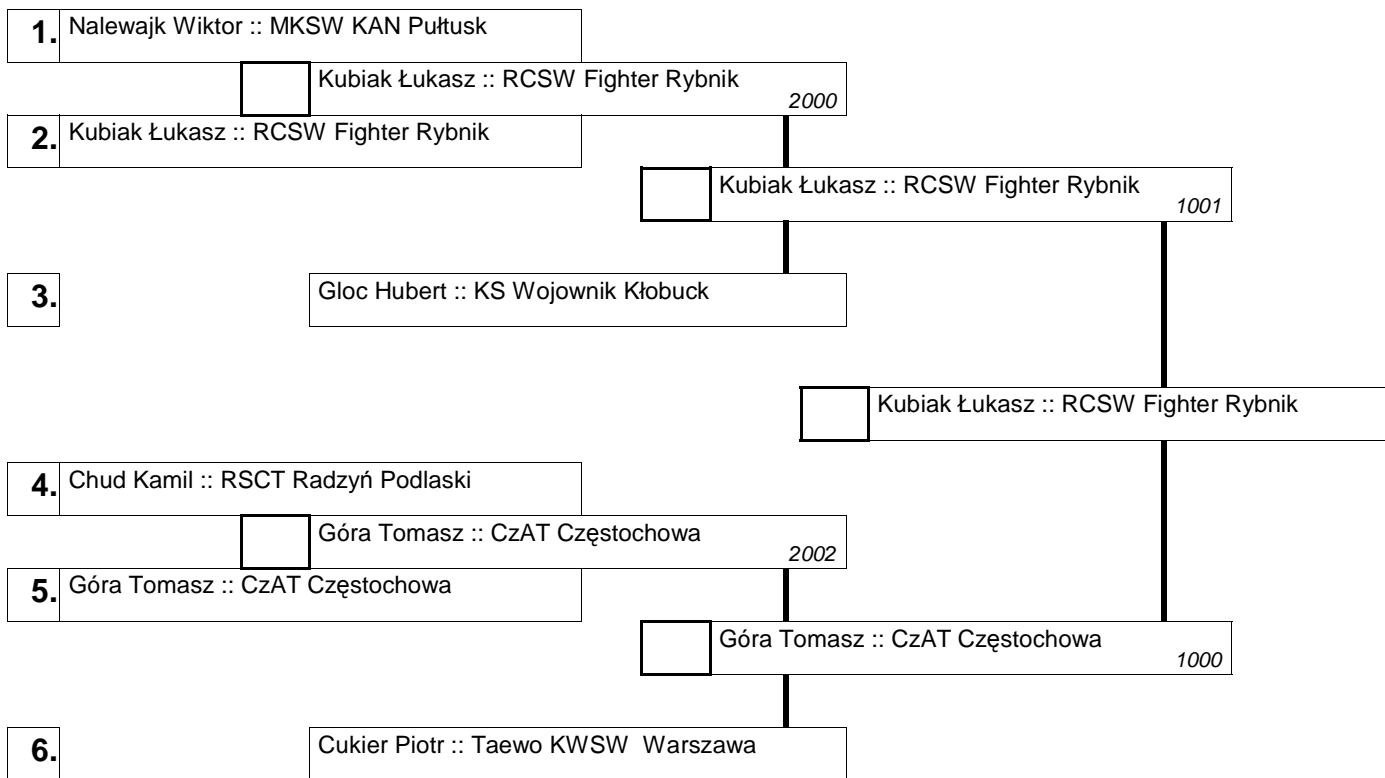 1. Nalewajk Wiktor :: MKSW KAN Pułtusk
Kubiak Łukasz :: RCSW Fighter Rybnik
2000
2. Kubiak Łukasz :: RCSW Fighter Rybnik
Kubiak Łukasz :: RCSW Fighter Rybnik
1001
3. Gloc Hubert :: KS Wojownik Kłobuck
Kubiak Łukasz :: RCSW Fighter Rybnik
4. Chud Kamil :: RSCT Radzyń Podlaski
Góra Tomasz :: CzAT Częstochowa
2002
5. Góra Tomasz :: CzAT Częstochowa
Góra Tomasz :: CzAT Częstochowa
1000
6. Cukier Piotr :: Taewo KWSW Warszawa